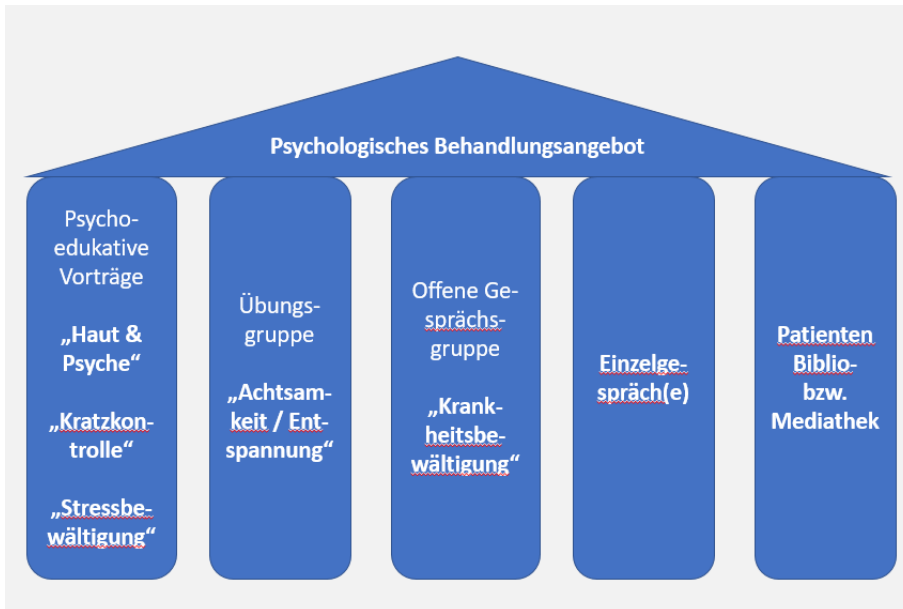 Psychologisches Behandlungsangebot
Psycho-
edukative
Vorträge
„Haut &
Psyche“
„Kratzkon-
trolle“
„Stressbe-
wältigung“
Übungs-
gruppe
„Achtsam-
keit / Ent-
spannung“
Offene Ge-
sprächs-
gruppe
„Krank-
heitsbe-
wältigung“
Einzelge-
spräch(e)
Patienten
Biblio-
bzw.
Mediathek